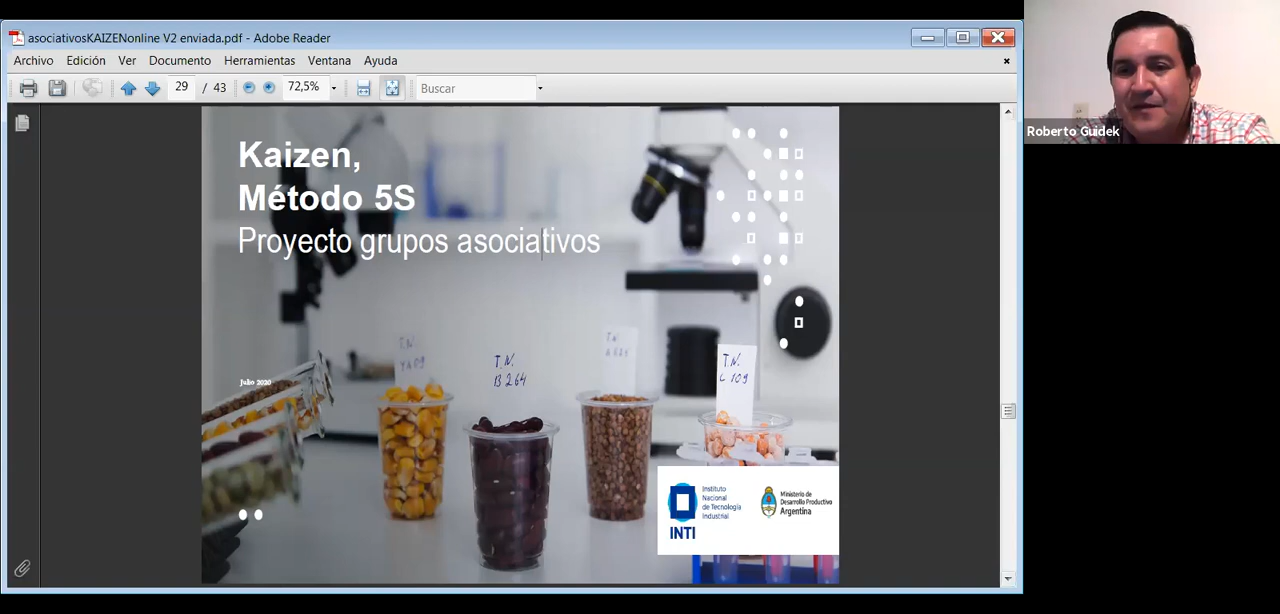 asociativosKAIZENonline V2 enviada.pdf - Adobe Reader
Archivo Edición Ver Documento Herramientas Ventana Ayuda
29 / 43 72,5% Buscar
Roberto Guidek
Kaizen,
Método 5S
Proyecto grupos asociativos
T.N.
T.N.
B 264
T.N.
T.N.
C 109
Julio 2020
Instituto
Nacional
de Tecnología
Industrial
INTI
Ministerio de
Desarrollo Productivo
Argentina